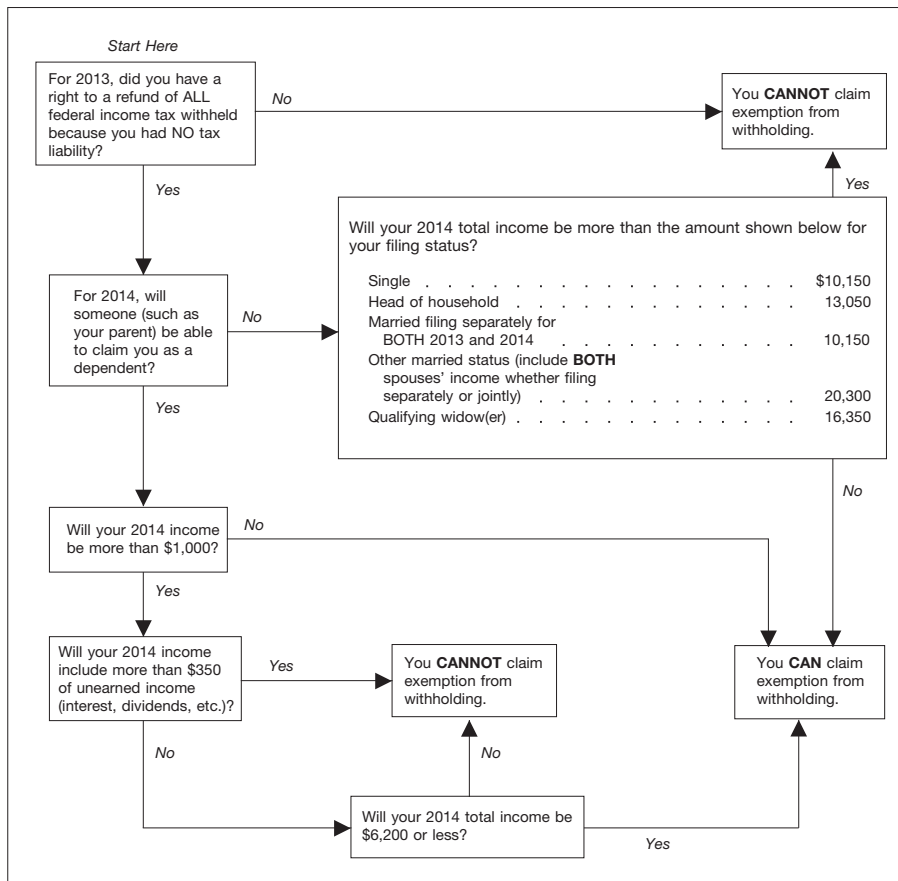 Start Here
For 2013, did you have a
right to a refund of ALL
federal income tax withheld
because you had NO tax
liability?
No
You CANNOT claim
exemption from
withholding.
Yes
Yes
Will your 2014 total income be more than the amount shown below for
your filing status?
Single . . . . . . . . . . . . . . . . . . $10,150
Head of household . . . . . . . . . . . . . . 13,050
Married filing separately for
BOTH 2013 and 2014 . . . . . . . . . . . . 10,150
Other married status (include BOTH
spouses’ income whether filing
separately or jointly) . . . . . . . . . . . . . 20,300
Qualifying widow(er) . . . . . . . . . . . . . . 16,350
For 2014, will
someone (such as
your parent) be able
to claim you as a
dependent?
No
Yes
No
Will your 2014 income
be more than $1,000?
No
Yes
Will your 2014 income
include more than $350
of unearned income
(interest, dividends, etc.)?
Yes
You CANNOT claim
exemption from
withholding.
You CAN claim
exemption from
withholding.
No
No
Will your 2014 total income be
$6,200 or less?
Yes